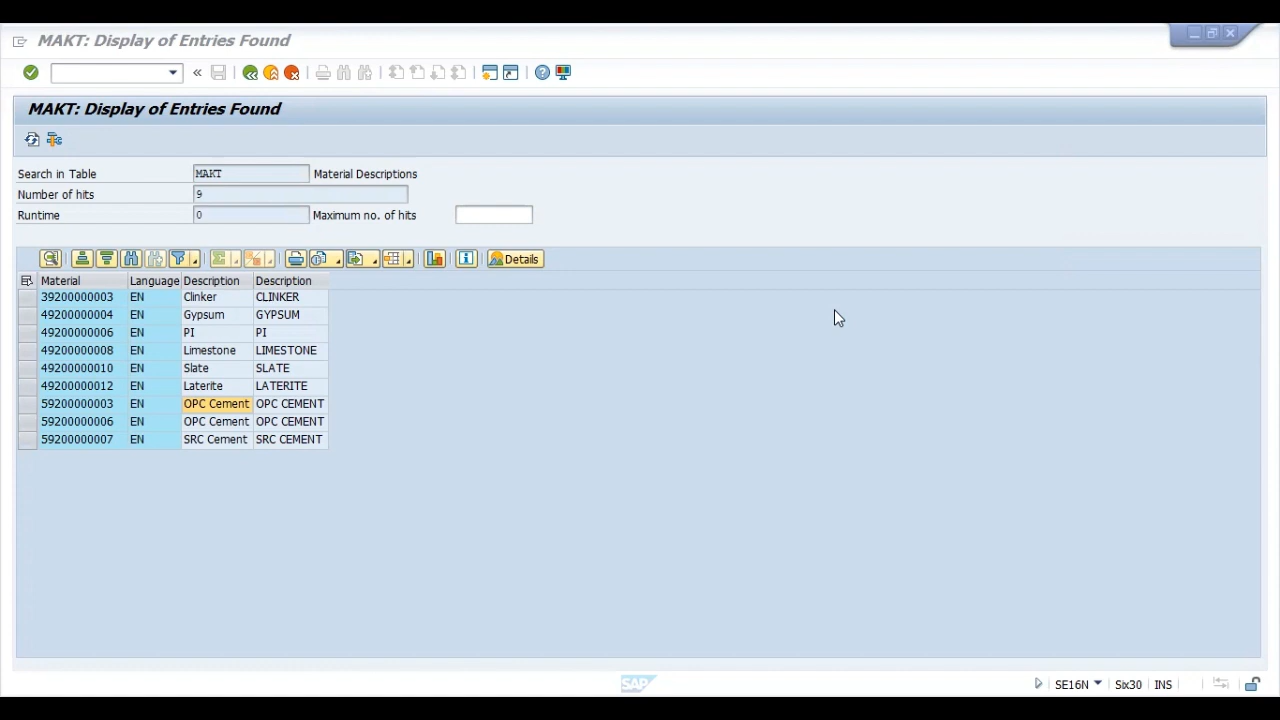 MAKT: Display of Entries Found
MAKT: Display of Entries Found
Search in Table MAKT Material Descriptions
Number of hits 9
Runtime 0 Maximum no. of hits
Details
Material Language Description Description
39200000003 EN Clinker CLINKER
49200000004 EN Gypsum GYPSUM
49200000006 EN PI PI
49200000008 EN Limestone LIMESTONE
49200000010 EN Slate SLATE
49200000012 EN Laterite LATERITE
59200000003 EN OPC Cement OPC CEMENT
59200000006 EN OPC Cement OPC CEMENT
59200000007 EN SRC Cement SRC CEMENT
SAP SE16N Six30 INS